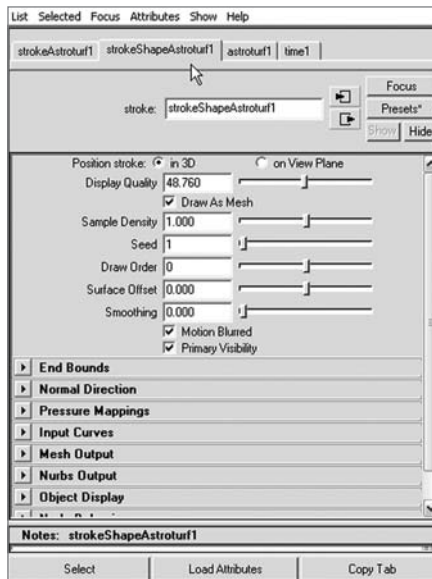 List Selected Focus Attributes Show Help
strokeAstroturf1 strokeShapeAstroturf1 astroturf1 time1
Focus
stroke: strokeShapeAstroturf1
Presets*
Show Hide
Position stroke: in 3D on View Plane
Display Quality 48.760
Draw As Mesh
Sample Density 1.000
Seed 1
Draw Order 0
Surface Offset 0.000
Smoothing 0.000
Motion Blurred
Primary Visibility
End Bounds
Normal Direction
Pressure Mappings
Input Curves
Mesh Output
Nurbs Output
Object Display
Notes: strokeShapeAstroturf1
Select Load Attributes Copy Tab